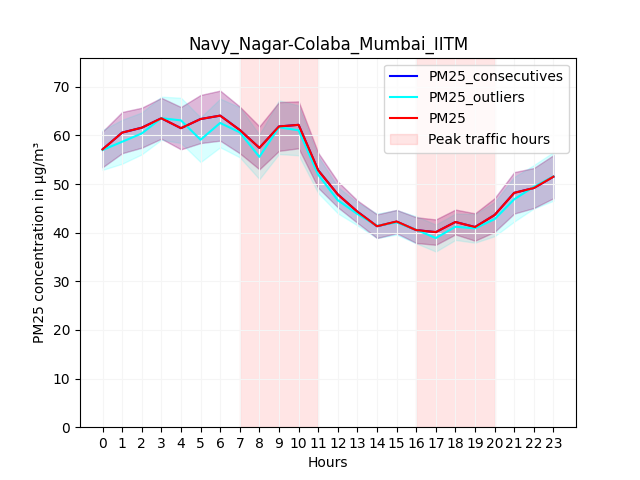 Navy_Nagar-Colaba_Mumbai_IITM
PM25_consecutives
PM25_outliers
PM25
Peak traffic hours
PM25 concentration in µg/m³
70
60
50
40
30
20
10
0
0 1 2 3 4 5 6 7 8 9 10 11 12 13 14 15 16 17 18 19 20 21 22 23
Hours